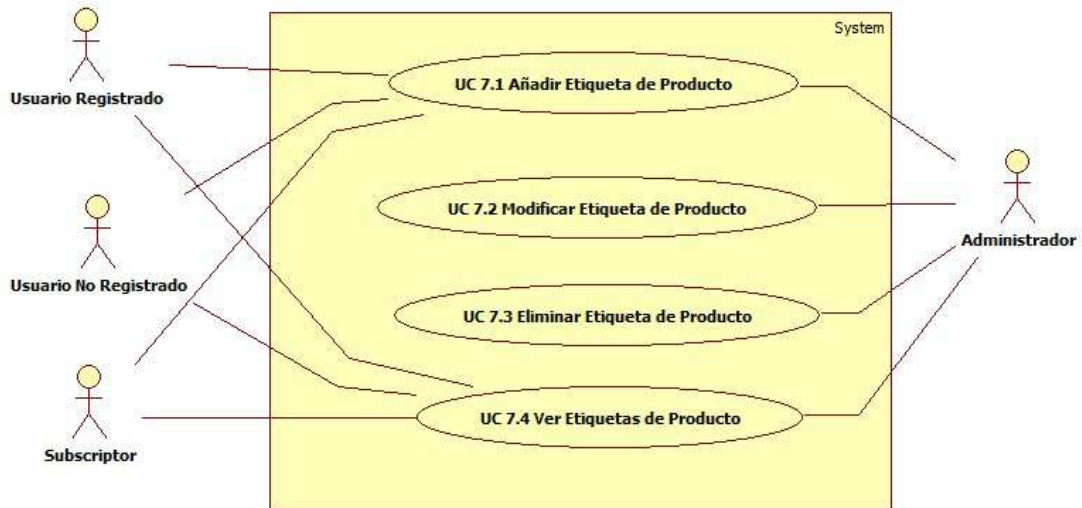 System
Usuario Registrado
UC 7.1 Añadir Etiqueta de Producto
UC 7.2 Modificar Etiqueta de Producto
Administrador
Usuario No Registrado
UC 7.3 Eliminar Etiqueta de Producto
UC 7.4 Ver Etiquetas de Producto
Subscriptor